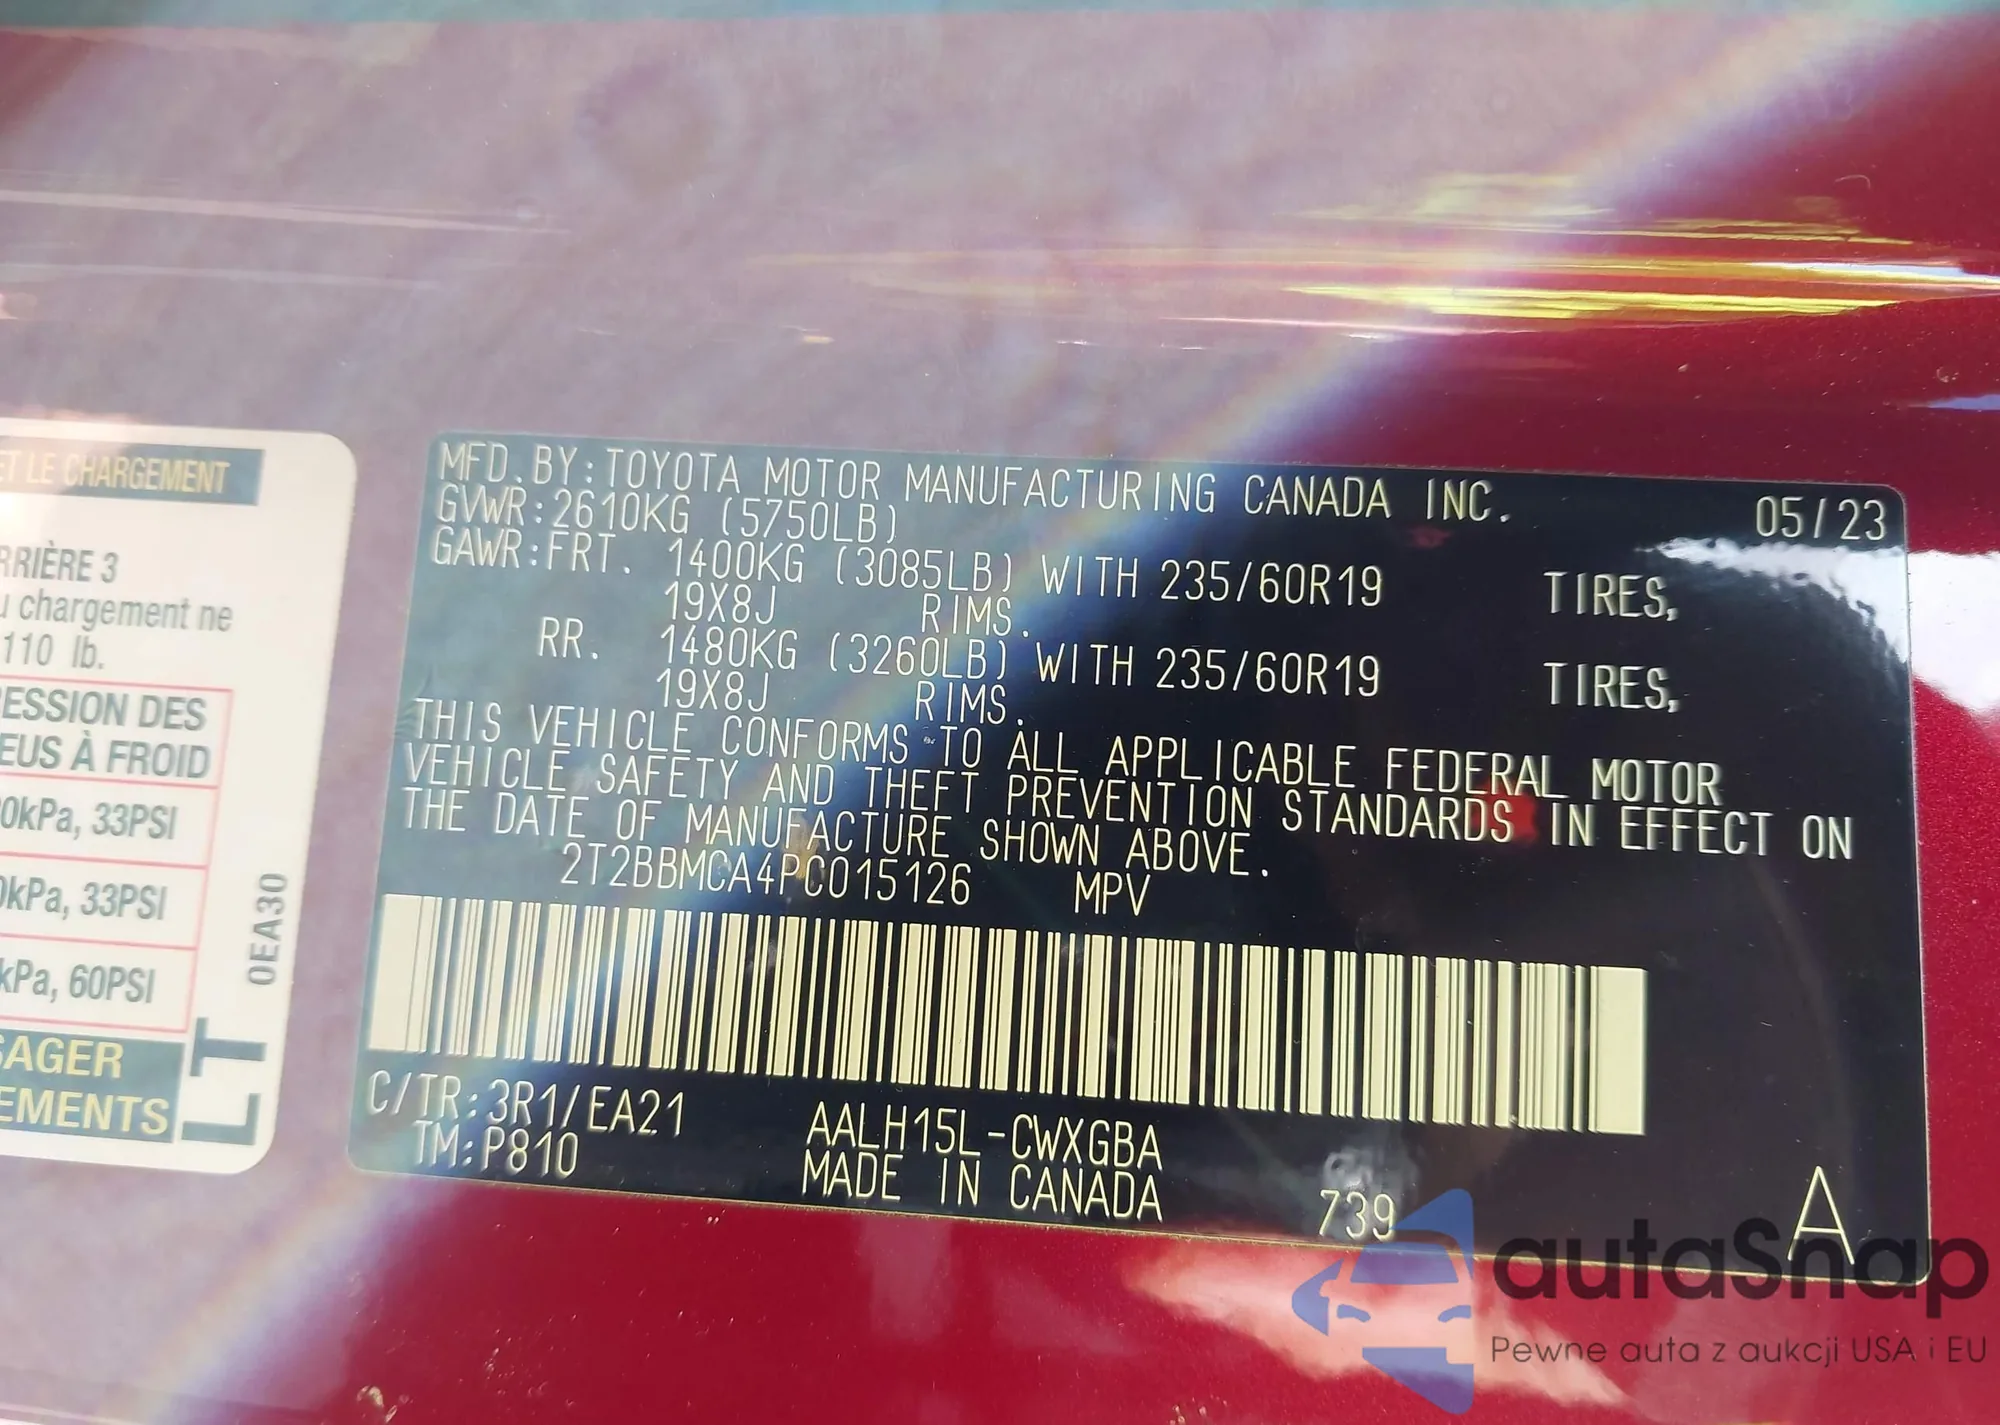 ET LE CHARGEMENT
RRIÈRE 3
u chargement ne
110 lb.
ESSION DES
EUS À FROID
0kPa, 33PSI
0kPa, 33PSI
kPa, 60PSI
SAGER
EMENTS
LT
0EA30
MFD.BY:TOYOTA MOTOR MANUFACTURING CANADA INC. 05/23
GVWR:2610KG (5750LB)
GAWR:FRT. 1400KG (3085LB) WITH 235/60R19 TIRES,
19X8J RIMS.
RR. 1480KG (3260LB) WITH 235/60R19 TIRES,
19X8J RIMS.
THIS VEHICLE CONFORMS TO ALL APPLICABLE FEDERAL MOTOR
VEHICLE SAFETY AND THEFT PREVENTION STANDARDS IN EFFECT ON
THE DATE OF MANUFACTURE SHOWN ABOVE.
2T2BBMCA4PC015126 MPV
C/TR:3R1/EA21 AALH15L-CWXGBA
TM:P810 MADE IN CANADA 739 A
autaSnap
Pewne auta z aukcji USA i EU